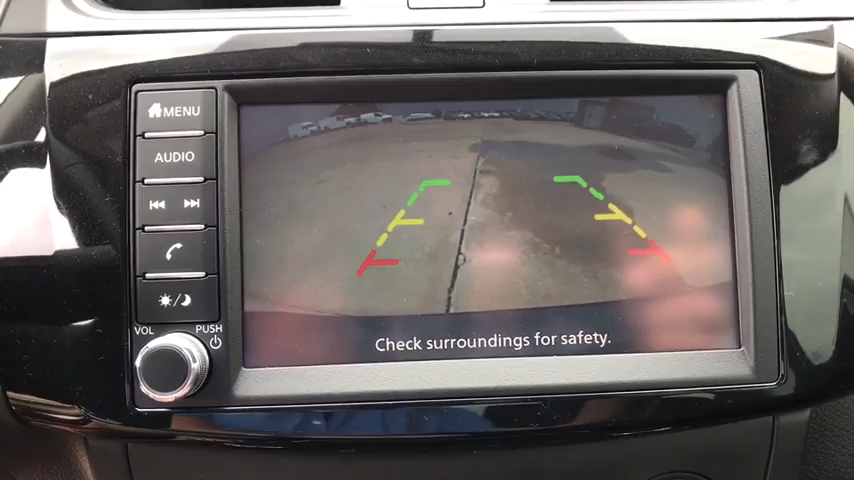 MENU
AUDIO
VOL
PUSH
Check surroundings for safety.